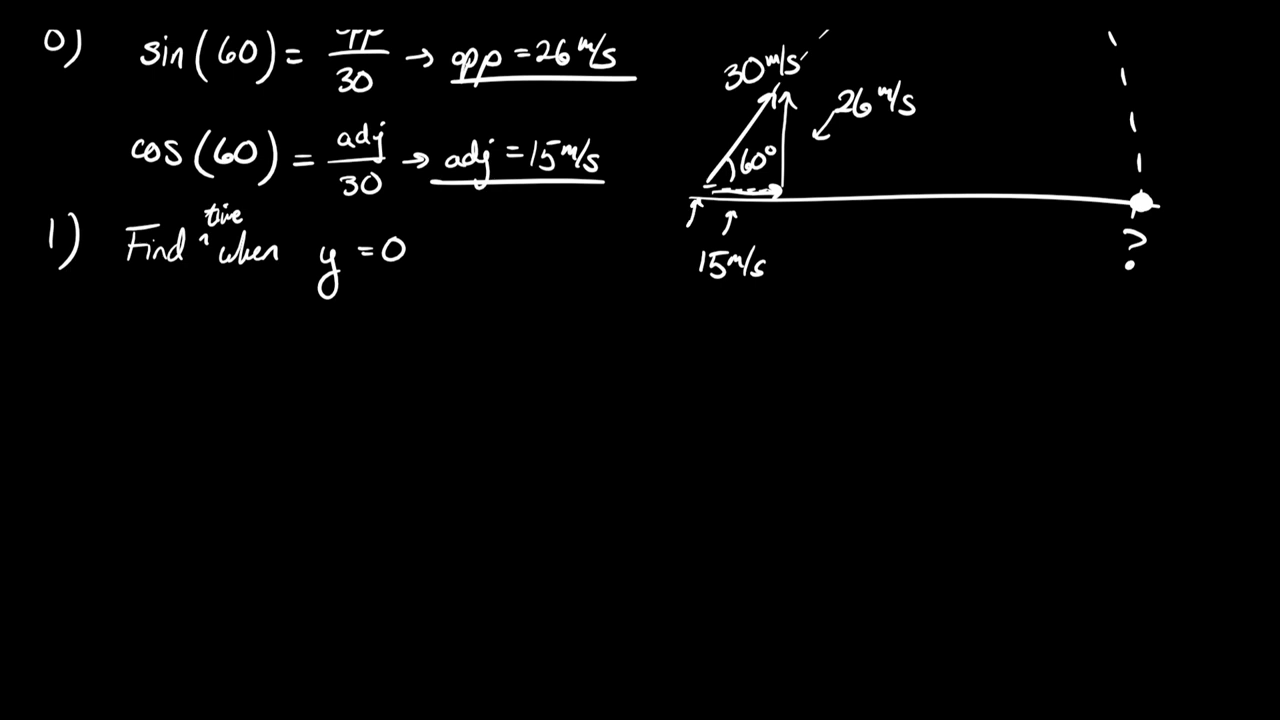 0) sin(60) = opp/30 → opp = 26 m/s
cos(60) = adj/30 → adj = 15 m/s
1) Find time when y = 0
30 m/s
26 m/s
60°
15 m/s
?